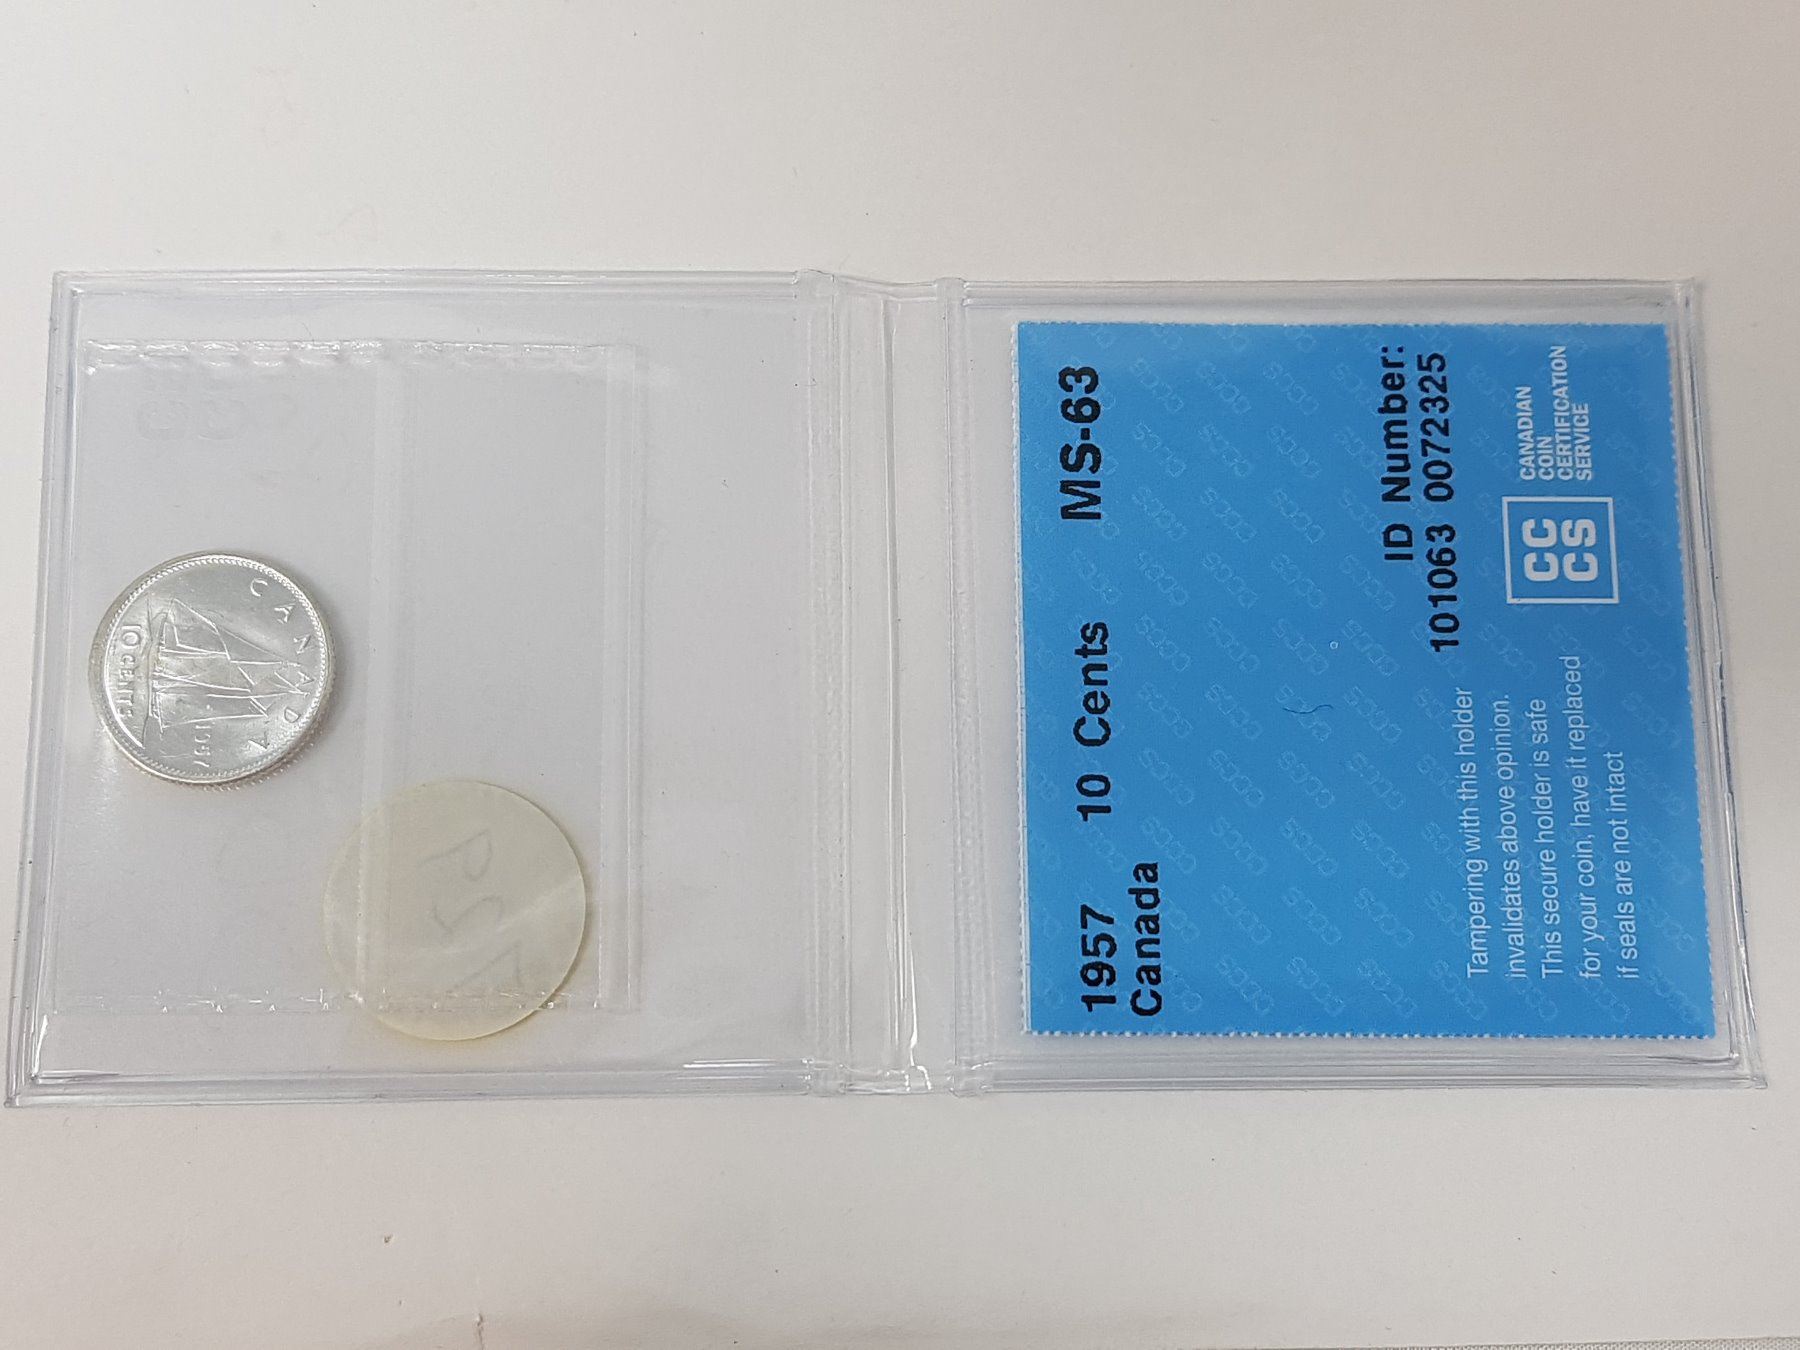 CANADA
1957
10 CENTS
1957 10 Cents MS-63
Canada
ID Number:
101063 0072325
Tampering with this holder
invalidates above opinion.
This secure holder is safe
for your coin, have it replaced
if seals are not intact
CC
CS
CANADIAN
COIN
CERTIFICATION
SERVICE